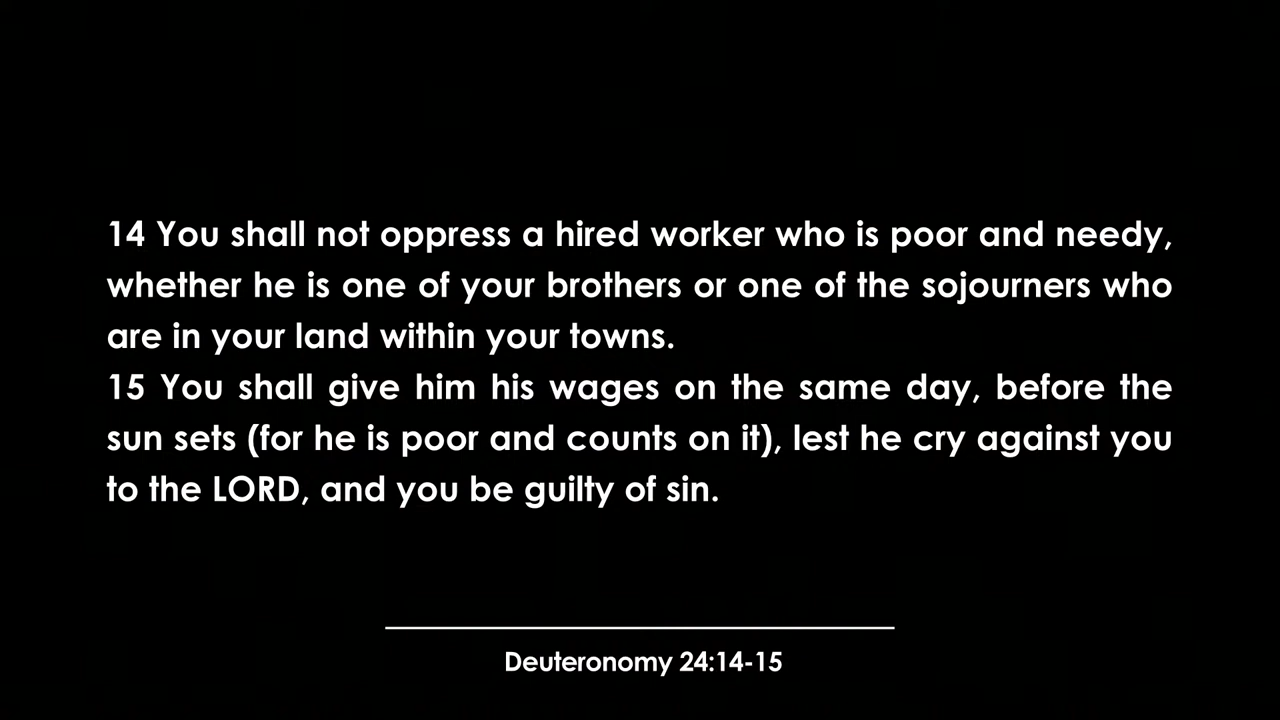 14 You shall not oppress a hired worker who is poor and needy,
whether he is one of your brothers or one of the sojourners who
are in your land within your towns.
15 You shall give him his wages on the same day, before the
sun sets (for he is poor and counts on it), lest he cry against you
to the LORD, and you be guilty of sin.
Deuteronomy 24:14-15